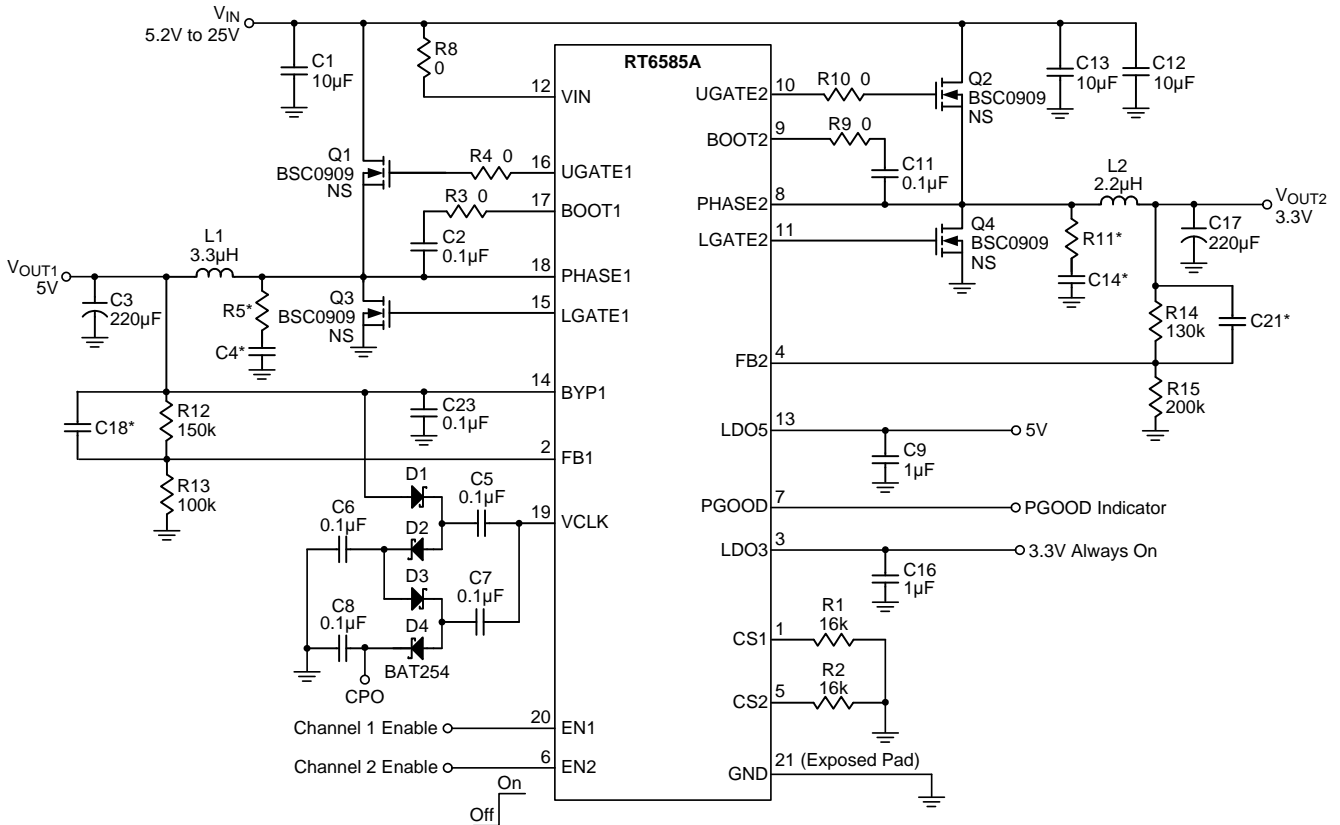 VIN
5.2V to 25V
C1
10µF
R8
0
12
VIN
RT6585A
UGATE2
10
R10 0
Q2
BSC0909
NS
C13
10µF
C12
10µF
BOOT2
9
R9 0
C11
0.1µF
Q1
BSC0909
NS
R4 0
16
UGATE1
R3 0
17
BOOT1
C2
0.1µF
PHASE2
8
L2
2.2µH
VOUT2
3.3V
C17
220µF
LGATE2
11
Q4
BSC0909
NS
R11*
C14*
VOUT1
5V
L1
3.3µH
18
PHASE1
C3
220µF
R5*
C4*
Q3
BSC0909
NS
15
LGATE1
R14
130k
C21*
FB2
4
R15
200k
14
BYP1
C18*
R12
150k
C23
0.1µF
2
FB1
R13
100k
LDO5
13
5V
C9
1µF
D1
C5
0.1µF
C6
0.1µF
D2
19
VCLK
PGOOD
7
PGOOD Indicator
D3
C7
0.1µF
LDO3
3
3.3V Always On
C16
1µF
C8
0.1µF
D4
BAT254
CPO
CS1
1
R1
16k
CS2
5
R2
16k
Channel 1 Enable
20
EN1
Channel 2 Enable
6
EN2
On
Off
GND
21 (Exposed Pad)